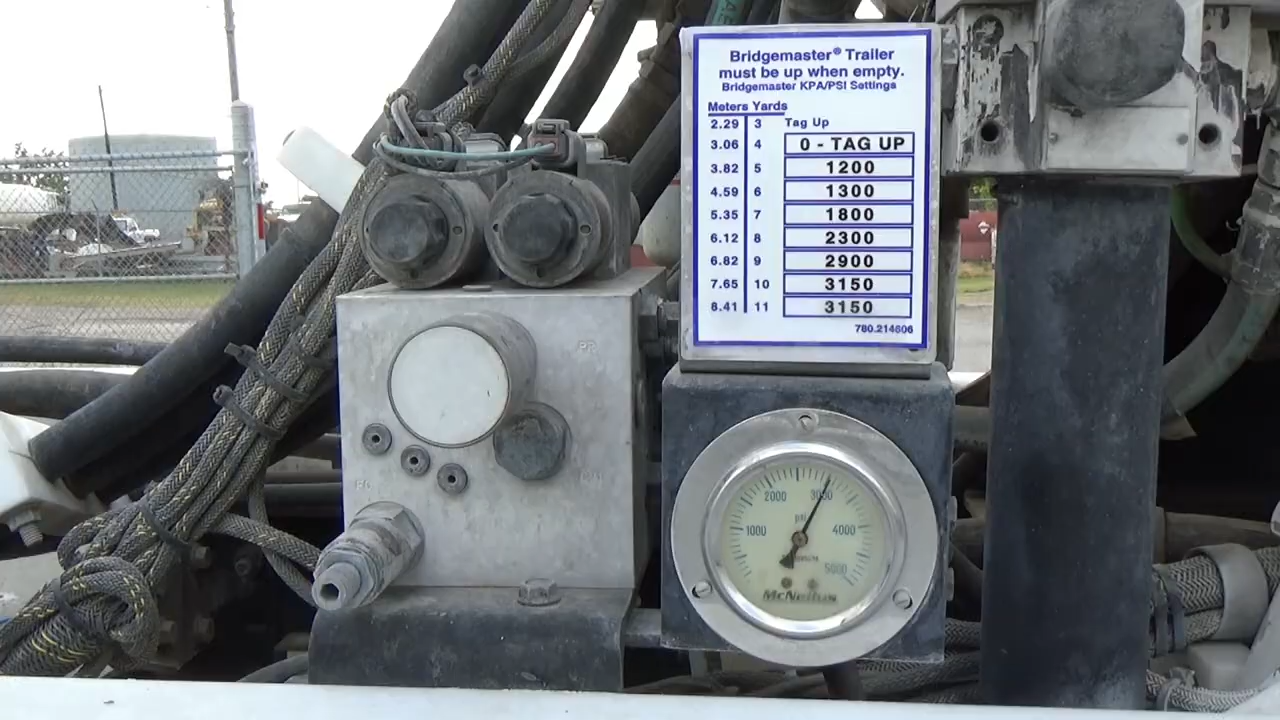 Bridgemaster® Trailer
must be up when empty.
Bridgemaster KPA/PSI Settings
Meters Yards
2.29 3 Tag Up
3.06 4 0 - TAG UP
3.82 5 1200
4.59 6 1300
5.35 7 1800
6.12 8 2300
6.82 9 2900
7.65 10 3150
8.41 11 3150
780.214606
2000 3000
psi
1000 4000
5000
McNeilus